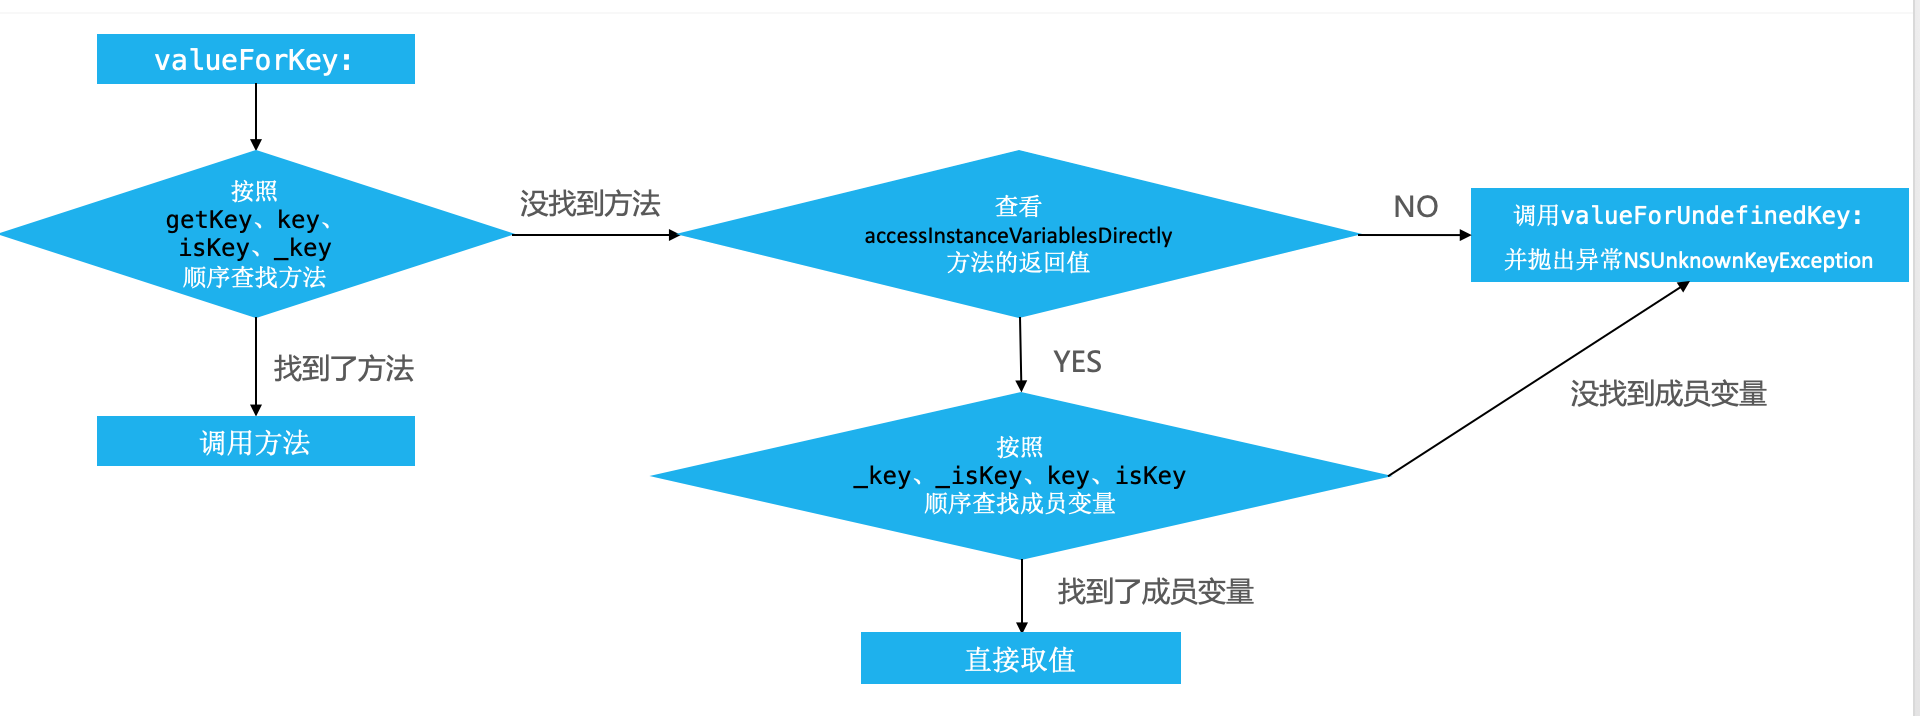 valueForKey:
按照
getKey、key、
isKey、_key
顺序查找方法
没找到方法
找到了方法
调用方法
查看
accessInstanceVariablesDirectly
方法的返回值
NO
调用valueForUndefinedKey:
并抛出异常NSUnknownKeyException
YES
没找到成员变量
按照
_key、_isKey、key、isKey
顺序查找成员变量
找到了成员变量
直接取值